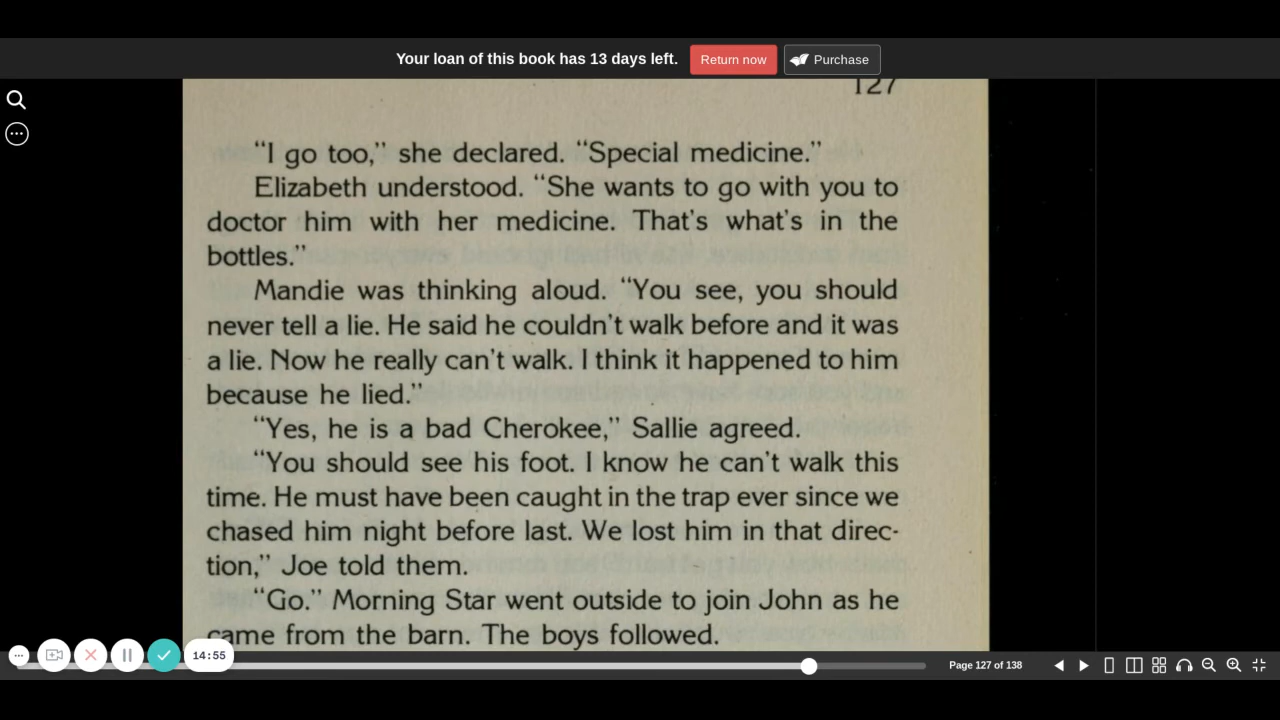 Your loan of this book has 13 days left. Return now Purchase
127
“I go too,” she declared. “Special medicine.”
Elizabeth understood. “She wants to go with you to
doctor him with her medicine. That’s what’s in the
bottles.”
Mandie was thinking aloud. “You see, you should
never tell a lie. He said he couldn’t walk before and it was
a lie. Now he really can’t walk. I think it happened to him
because he lied.”
“Yes, he is a bad Cherokee,” Sallie agreed.
“You should see his foot. I know he can’t walk this
time. He must have been caught in the trap ever since we
chased him night before last. We lost him in that direc-
tion,” Joe told them.
“Go.” Morning Star went outside to join John as he
came from the barn. The boys followed.
14:55
Page 127 of 138